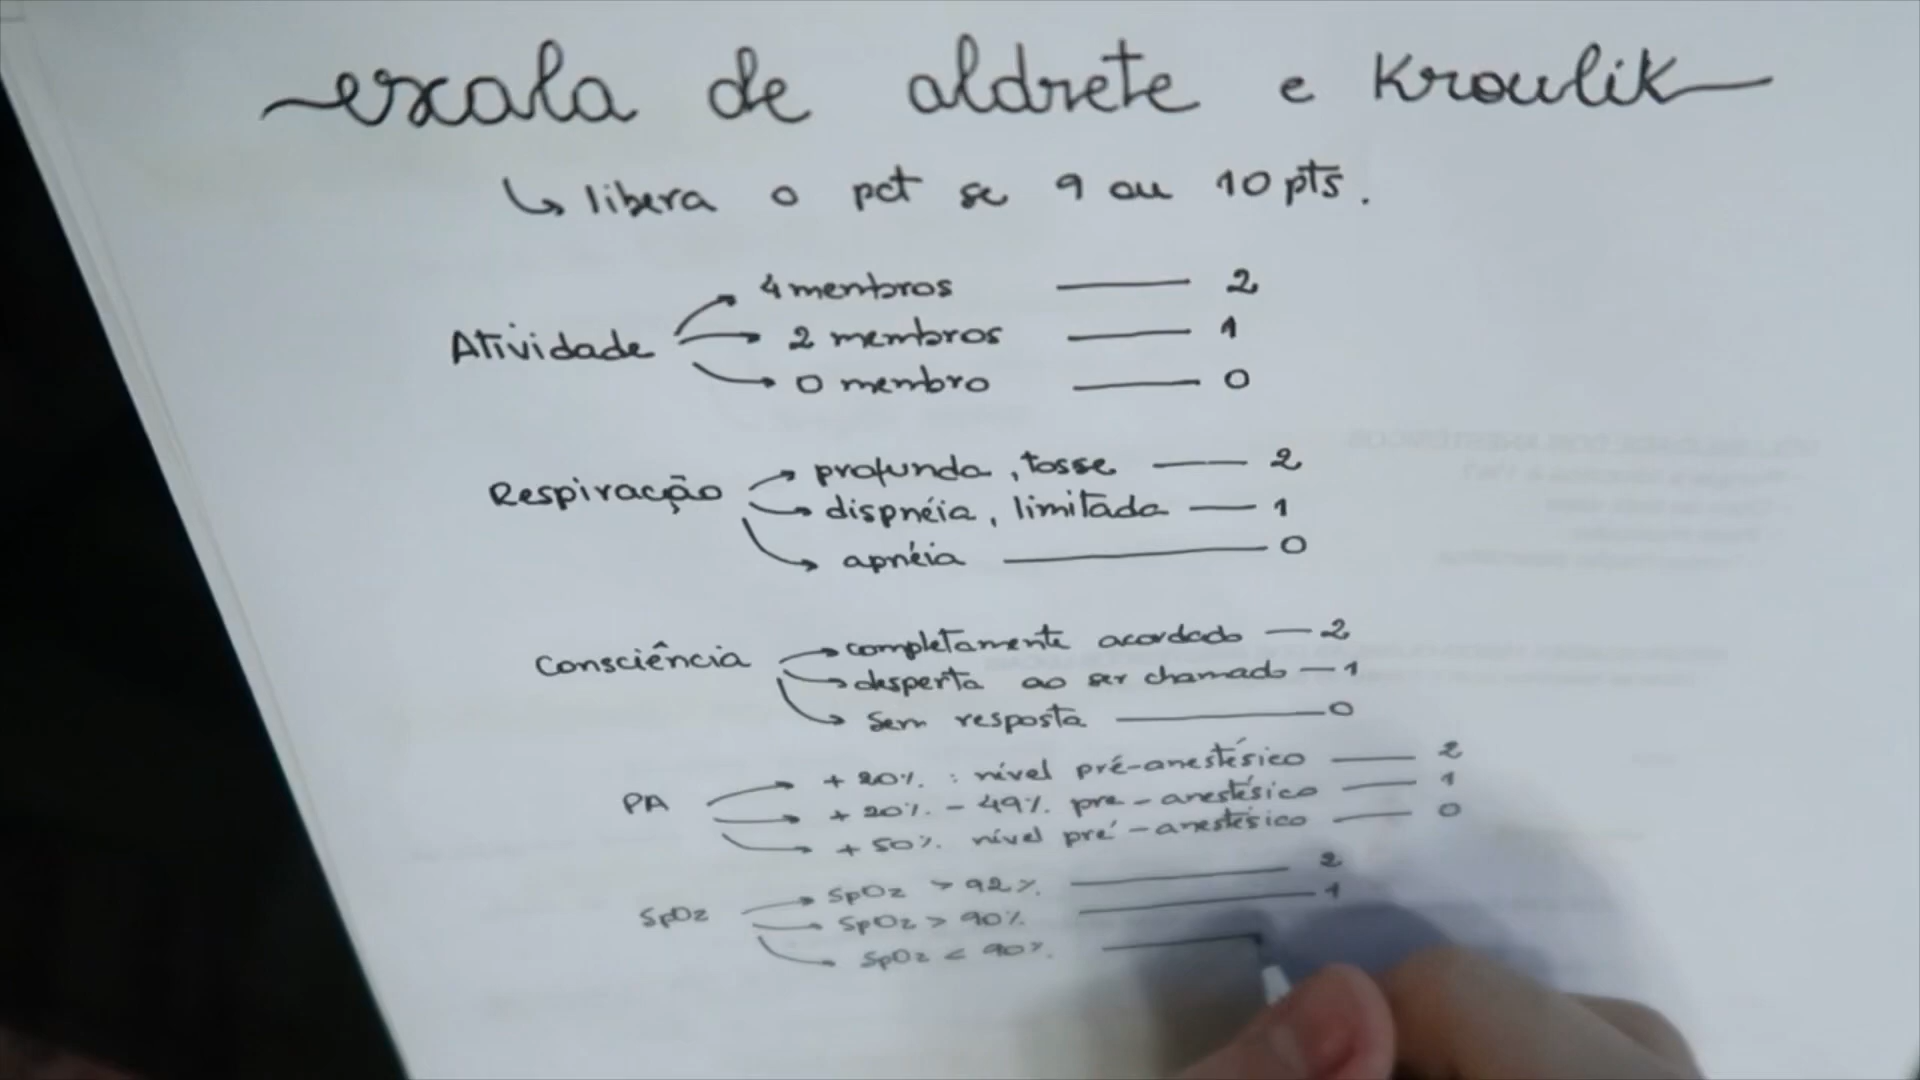 escala de aldrete e Kroulik
↳ libera o pct se 9 ou 10 pts.
4 membros — 2
Atividade → 2 membros — 1
0 membro — 0
Respiração → profunda, tosse — 2
dispnéia, limitada — 1
apnéia — 0
Consciência → completamente acordado — 2
desperta ao ser chamado — 1
sem resposta — 0
PA → + 20% : nível pré-anestésico — 2
+ 20% - 49% pre-anestésico — 1
+ 50% nível pré-anestésico — 0
SpO2 → SpO2 > 92% — 2
SpO2 > 90% — 1
SpO2 < 90% —